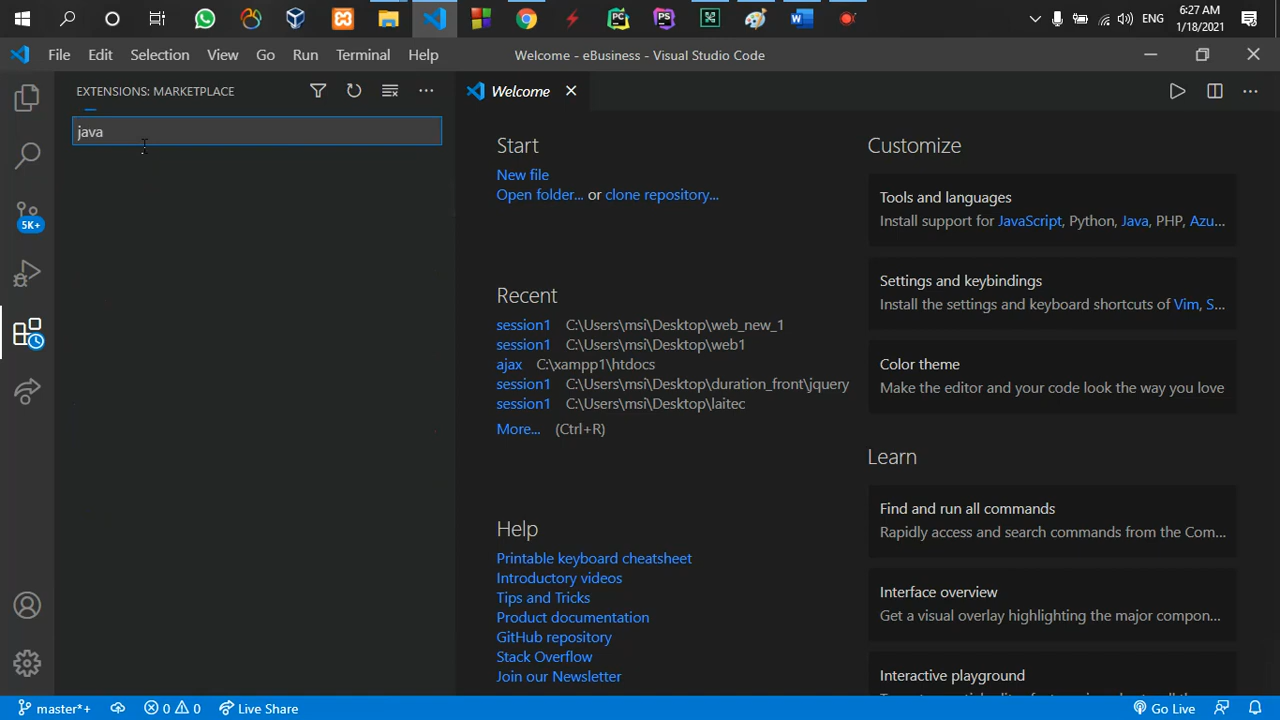 ENG
6:27 AM
1/18/2021
File Edit Selection View Go Run Terminal Help
Welcome - eBusiness - Visual Studio Code
EXTENSIONS: MARKETPLACE
java
5K+
Welcome
Start
New file
Open folder... or clone repository...
Recent
session1 C:\Users\msi\Desktop\web_new_1
session1 C:\Users\msi\Desktop\web1
ajax C:\xampp1\htdocs
session1 C:\Users\msi\Desktop\duration_front\jquery
session1 C:\Users\msi\Desktop\laitec
More... (Ctrl+R)
Help
Printable keyboard cheatsheet
Introductory videos
Tips and Tricks
Product documentation
GitHub repository
Stack Overflow
Join our Newsletter
Customize
Tools and languages
Install support for JavaScript, Python, Java, PHP, Azu...
Settings and keybindings
Install the settings and keyboard shortcuts of Vim, S...
Color theme
Make the editor and your code look the way you love
Learn
Find and run all commands
Rapidly access and search commands from the Com...
Interface overview
Get a visual overlay highlighting the major compon...
Interactive playground
master*+ 0 0 Live Share
Go Live